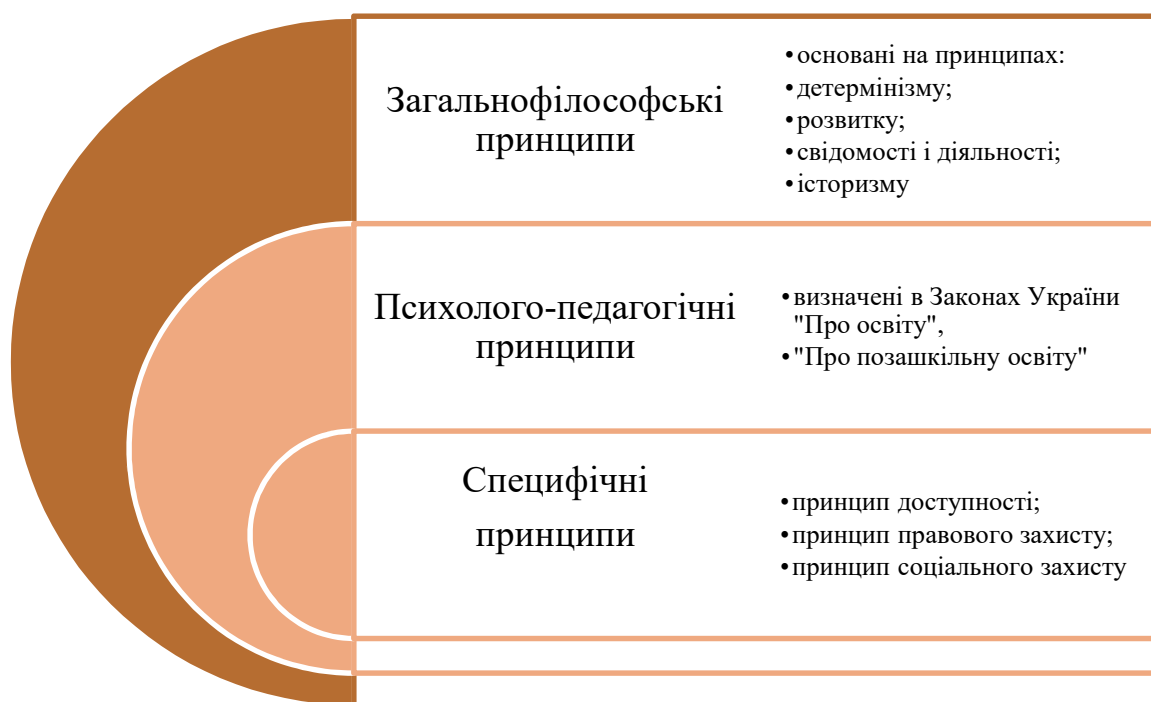 Загальнофілософські
принципи
•основані на принципах:
•детермінізму;
•розвитку;
•свідомості і діяльності;
•історизму
Психолого-педагогічні
принципи
•визначені в Законах України
"Про освіту",
•"Про позашкільну освіту"
Специфічні
принципи
•принцип доступності;
•принцип правового захисту;
•принцип соціального захисту